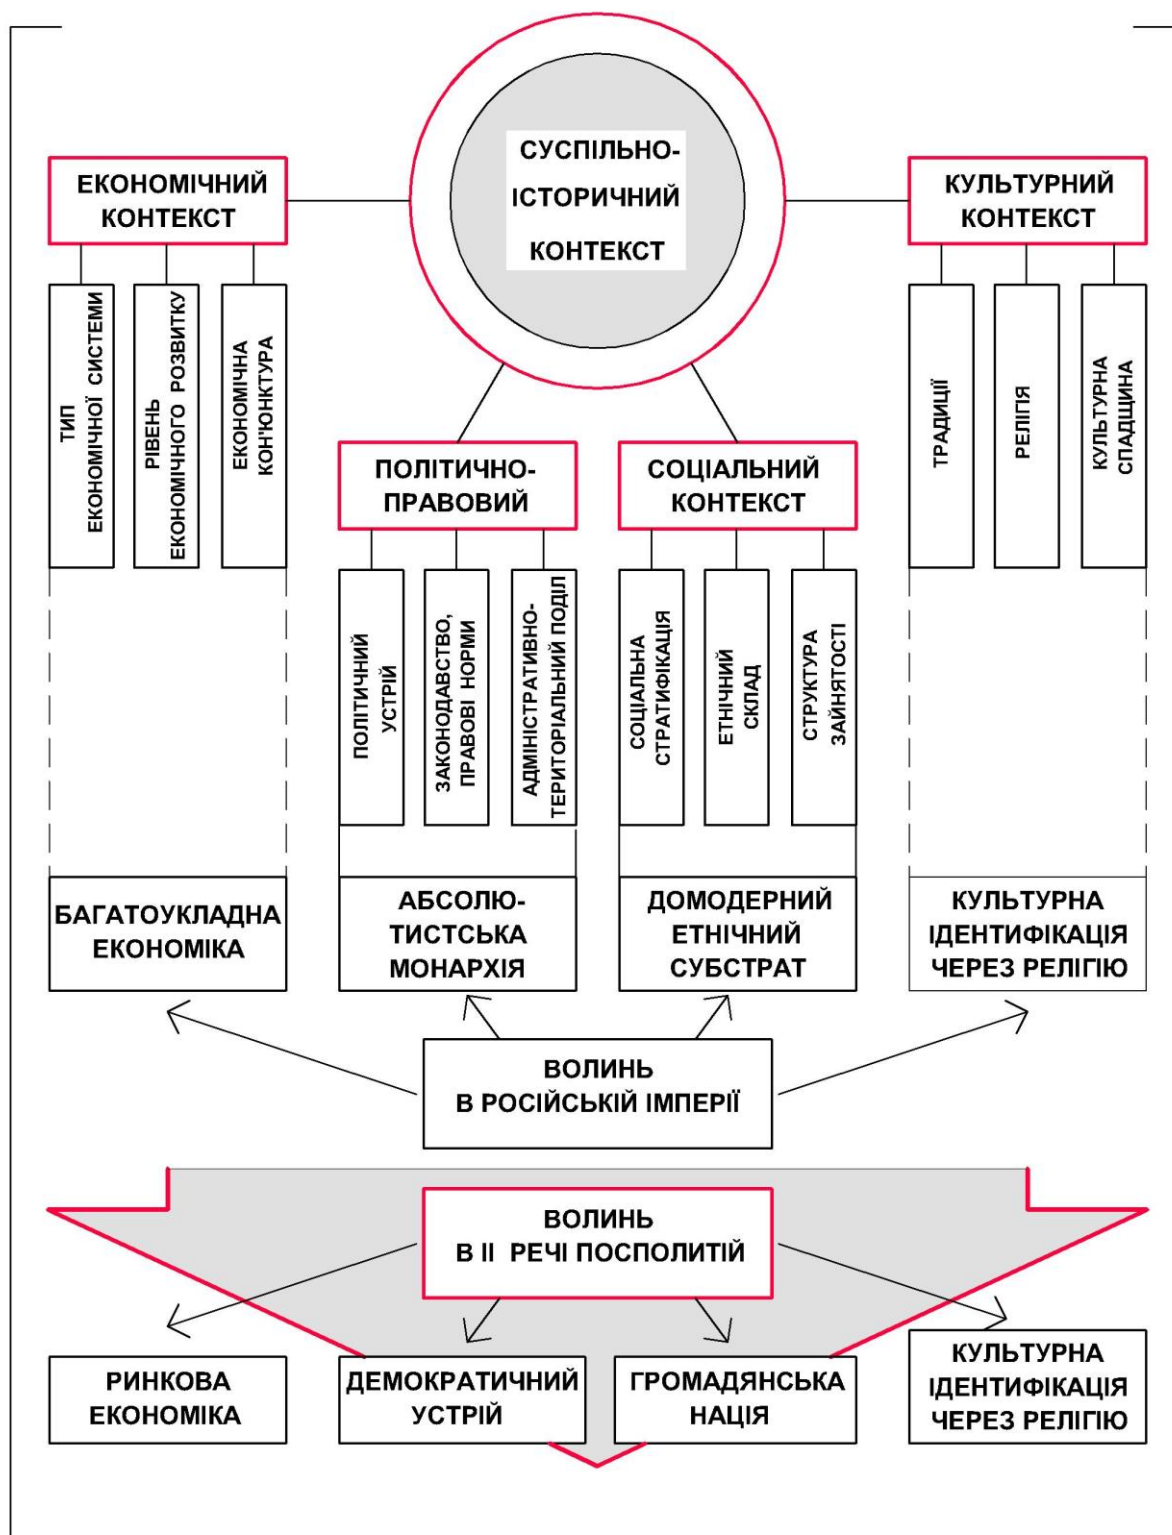 СУСПІЛЬНО-
ІСТОРИЧНИЙ
КОНТЕКСТ
ЕКОНОМІЧНИЙ
КОНТЕКСТ
КУЛЬТУРНИЙ
КОНТЕКСТ
ТИП
ЕКОНОМІЧНОЇ СИСТЕМИ
РІВЕНЬ
ЕКОНОМІЧНОГО РОЗВИТКУ
ЕКОНОМІЧНА
КОН'ЮНКТУРА
ТРАДИЦІЇ
РЕЛІГІЯ
КУЛЬТУРНА
СПАДЩИНА
ПОЛІТИЧНО-
ПРАВОВИЙ
СОЦІАЛЬНИЙ
КОНТЕКСТ
ПОЛІТИЧНИЙ
УСТРІЙ
ЗАКОНОДАВСТВО,
ПРАВОВІ НОРМИ
АДМІНІСТРАТИВНО-
ТЕРИТОРІАЛЬНИЙ ПОДІЛ
СОЦІАЛЬНА
СТРАТИФІКАЦІЯ
ЕТНІЧНИЙ
СКЛАД
СТРУКТУРА
ЗАЙНЯТОСТІ
БАГАТОУКЛАДНА
ЕКОНОМІКА
АБСОЛЮ-
ТИСТСЬКА
МОНАРХІЯ
ДОМОДЕРНИЙ
ЕТНІЧНИЙ
СУБСТРАТ
КУЛЬТУРНА
ІДЕНТИФІКАЦІЯ
ЧЕРЕЗ РЕЛІГІЮ
ВОЛИНЬ
В РОСІЙСЬКІЙ ІМПЕРІЇ
ВОЛИНЬ
В ІІ РЕЧІ ПОСПОЛИТІЙ
РИНКОВА
ЕКОНОМІКА
ДЕМОКРАТИЧНИЙ
УСТРІЙ
ГРОМАДЯНСЬКА
НАЦІЯ
КУЛЬТУРНА
ІДЕНТИФІКАЦІЯ
ЧЕРЕЗ РЕЛІГІЮ